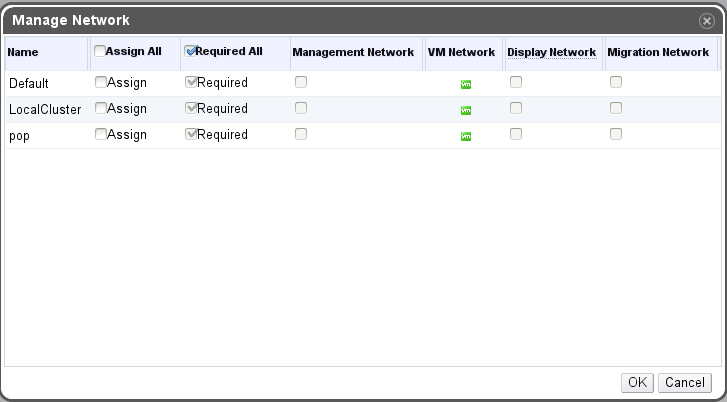 Manage Network
Name Assign All Required All Management Network VM Network Display Network Migration Network
Default Assign Required vm
LocalCluster Assign Required vm
pop Assign Required vm
OK Cancel